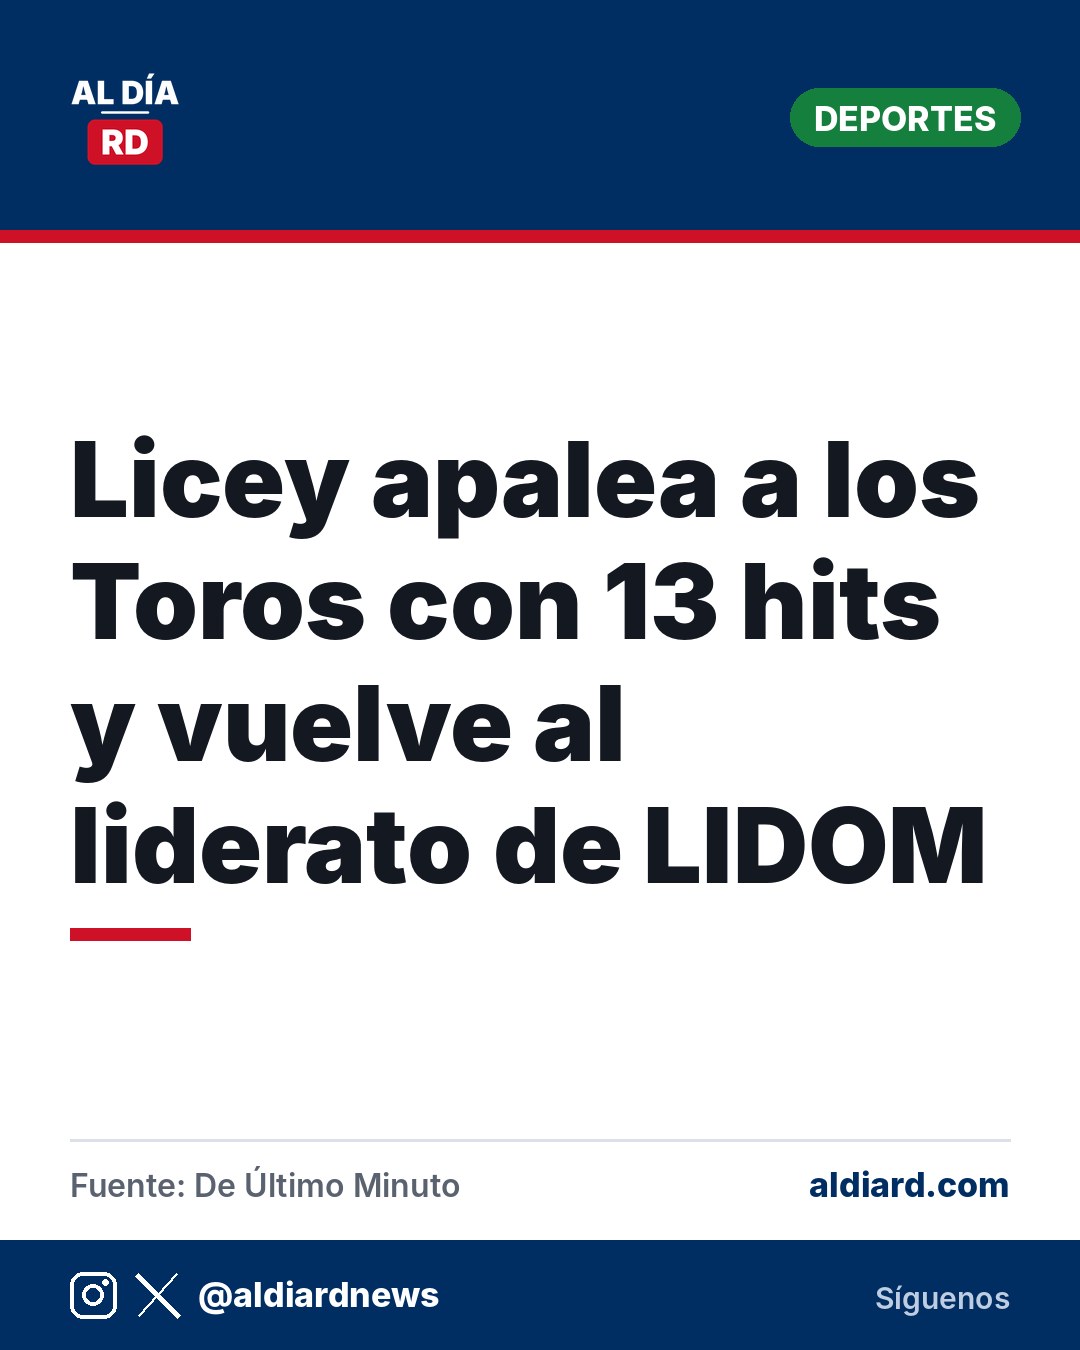 AL DÍA
RD
DEPORTES
Licey apalea a los
Toros con 13 hits
y vuelve al
liderato de LIDOM
Fuente: De Último Minuto
aldiard.com
@aldiardnews
Síguenos